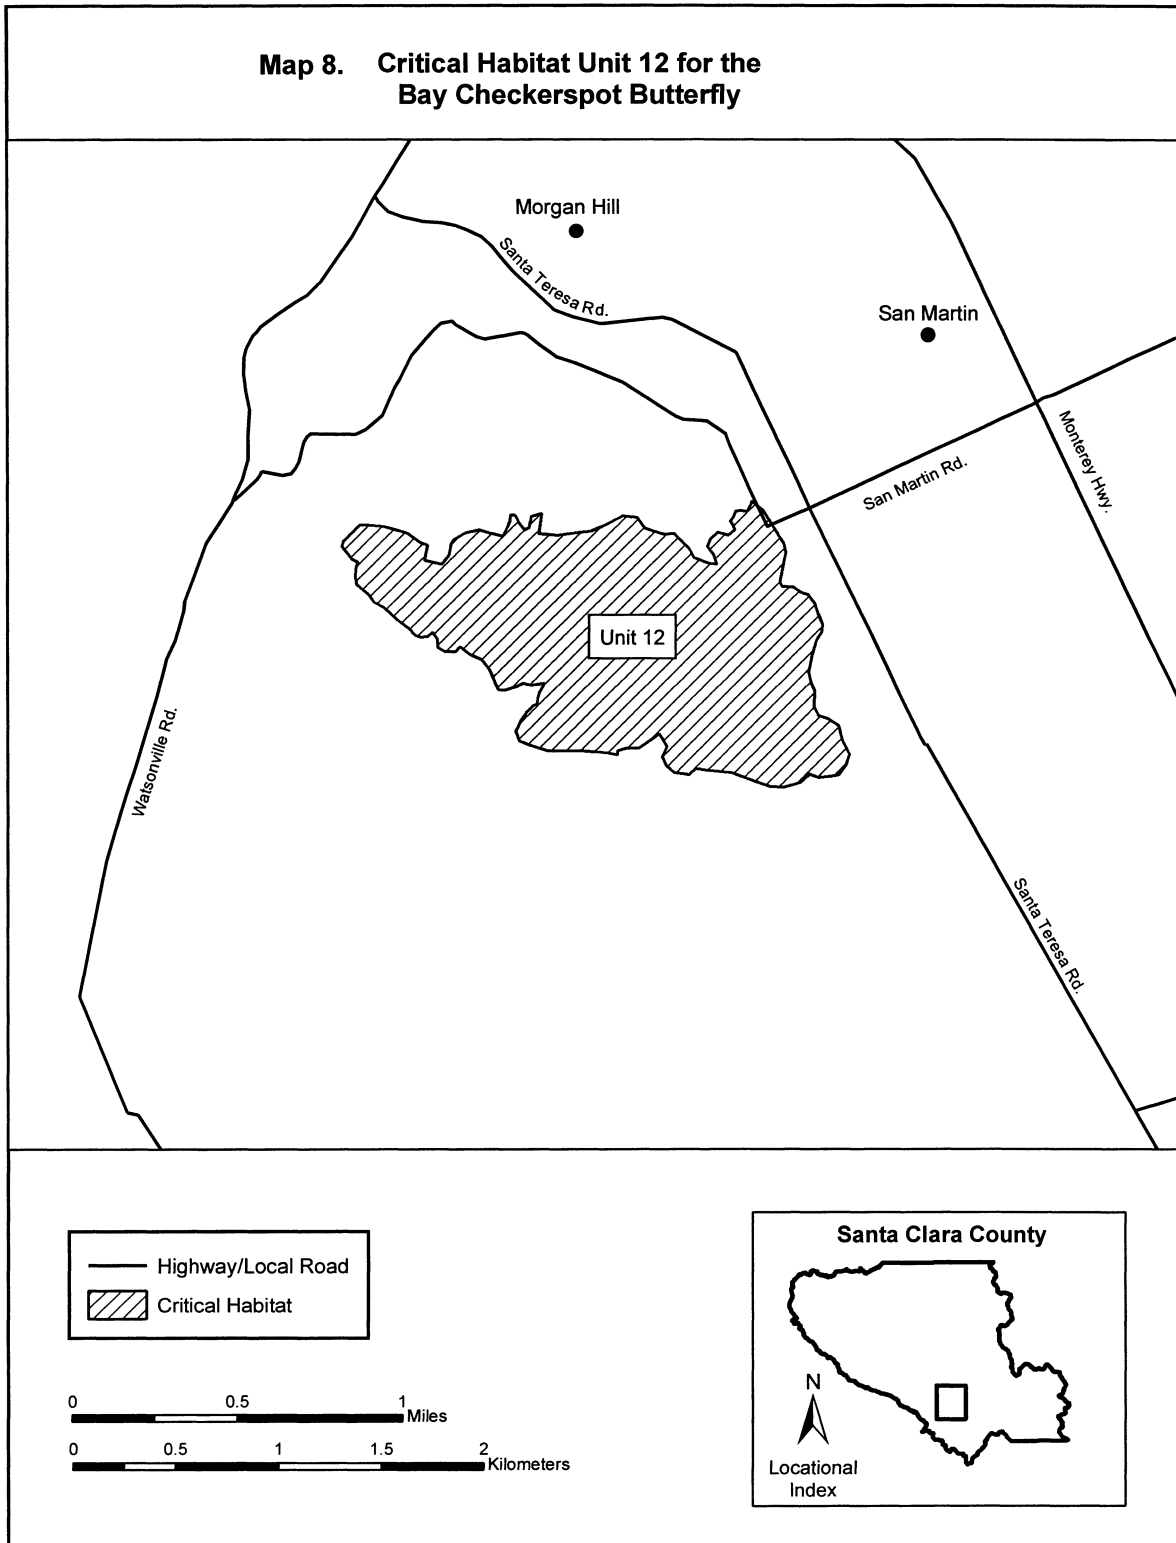 Map 8. Critical Habitat Unit 12 for the
Bay Checkerspot Butterfly
Morgan Hill
Santa Teresa Rd.
San Martin
Monterey Hwy.
San Martin Rd.
Unit 12
Watsonville Rd.
Santa Teresa Rd.
Highway/Local Road
Critical Habitat
0 0.5 1
Miles
0 0.5 1 1.5 2
Kilometers
Santa Clara County
N
Locational
Index